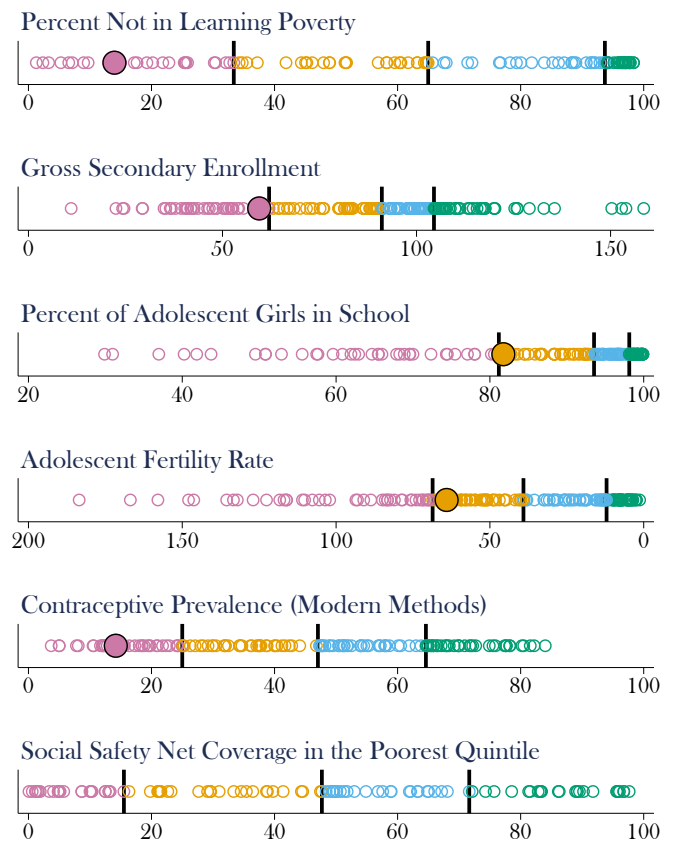 Percent Not in Learning Poverty
0 20 40 60 80 100
Gross Secondary Enrollment
0 50 100 150
Percent of Adolescent Girls in School
20 40 60 80 100
Adolescent Fertility Rate
200 150 100 50 0
Contraceptive Prevalence (Modern Methods)
0 20 40 60 80 100
Social Safety Net Coverage in the Poorest Quintile
0 20 40 60 80 100